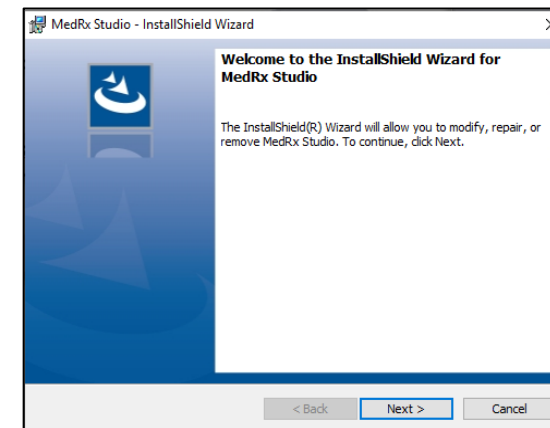 MedRx Studio - InstallShield Wizard
Welcome to the InstallShield Wizard for
MedRx Studio
The InstallShield(R) Wizard will allow you to modify, repair, or
remove MedRx Studio. To continue, click Next.
< Back Next > Cancel